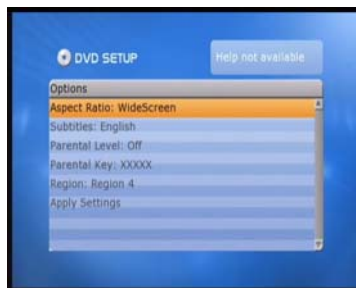 DVD SETUP
Help not available
Options
Aspect Ratio: WideScreen
Subtitles: English
Parental Level: Off
Parental Key: XXXXX
Region: Region 4
Apply Settings